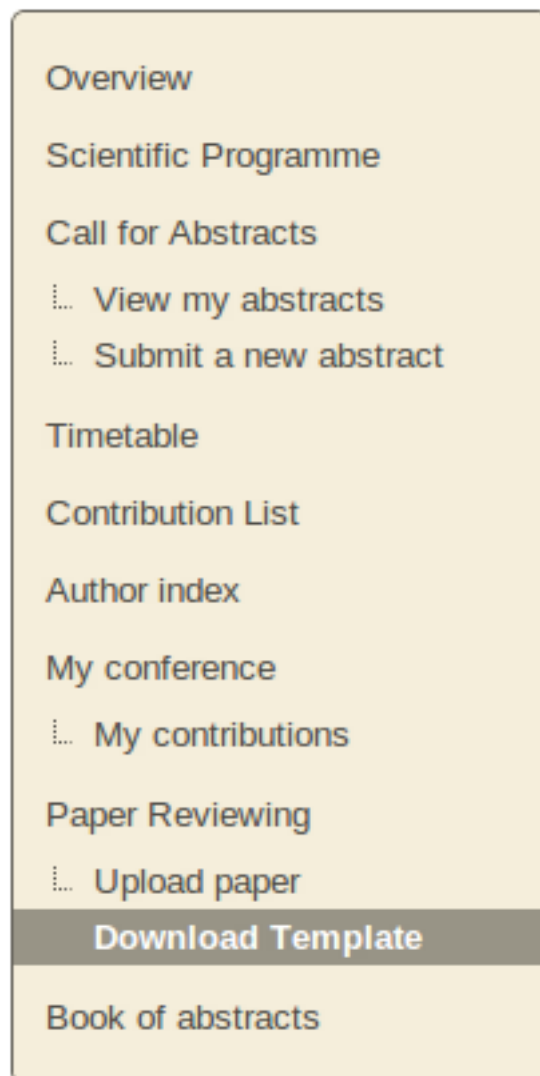 Overview
Scientific Programme
Call for Abstracts
View my abstracts
Submit a new abstract
Timetable
Contribution List
Author index
My conference
My contributions
Paper Reviewing
Upload paper
Download Template
Book of abstracts